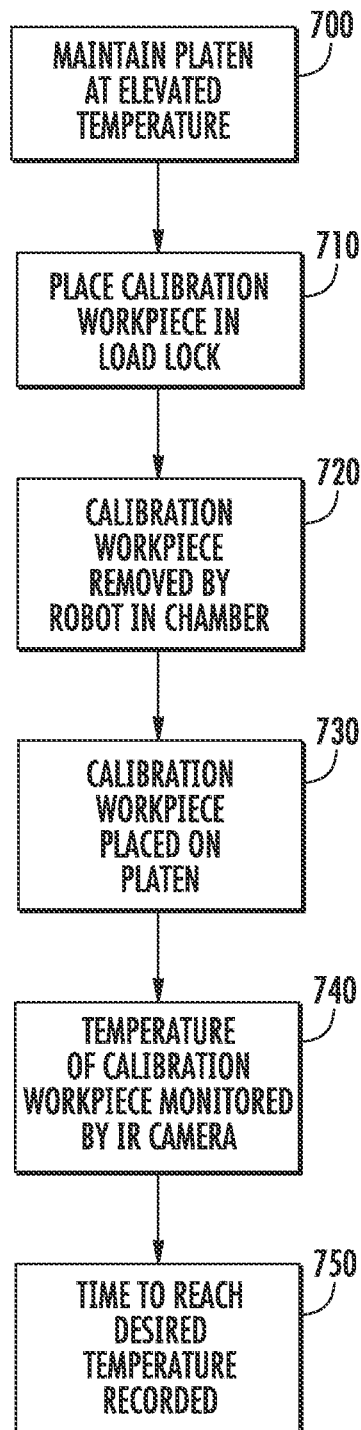 700
MAINTAIN PLATEN
AT ELEVATED
TEMPERATURE
710
PLACE CALIBRATION
WORKPIECE IN
LOAD LOCK
720
CALIBRATION
WORKPIECE
REMOVED BY
ROBOT IN CHAMBER
730
CALIBRATION
WORKPIECE
PLACED ON
PLATEN
740
TEMPERATURE
OF CALIBRATION
WORKPIECE MONITORED
BY IR CAMERA
750
TIME TO REACH
DESIRED
TEMPERATURE
RECORDED